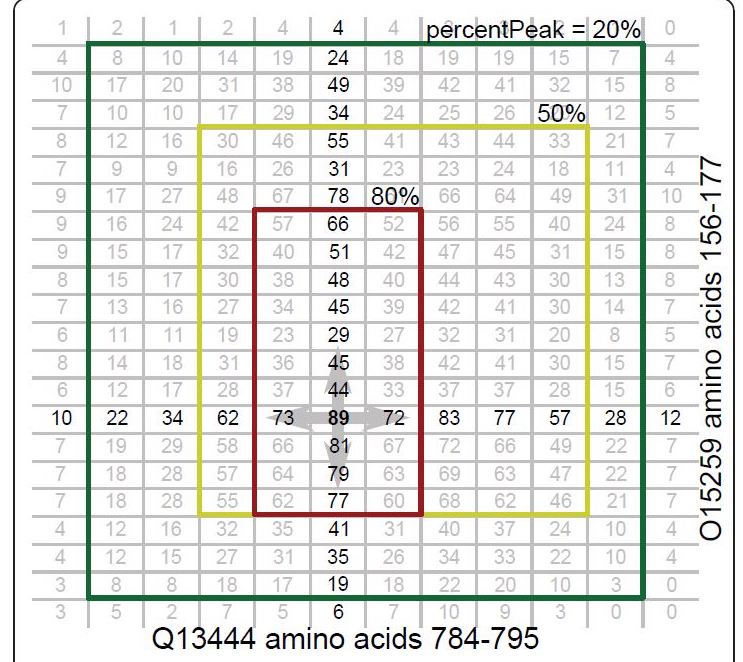 1 2 1 2 4 4 4 percentPeak = 20% 0
4 8 10 14 19 24 18 19 19 15 7 4
10 17 20 31 38 49 39 42 41 32 15 8
7 10 10 17 29 34 24 25 26 50% 12 5
8 12 16 30 46 55 41 43 44 33 21 7
7 9 9 16 26 31 23 23 24 18 11 4
9 17 27 48 67 78 80% 66 64 49 31 10
9 16 24 42 57 66 52 56 55 40 24 8
9 15 17 32 40 51 42 47 45 31 15 8
8 15 17 30 38 48 40 44 43 30 13 8
7 13 16 27 34 45 39 42 41 30 14 7
6 11 11 19 23 29 27 32 31 20 8 5
8 14 18 31 36 45 38 42 41 30 15 7
6 12 17 28 37 44 33 37 37 28 15 6
10 22 34 62 73 89 72 83 77 57 28 12
7 19 29 58 66 81 67 72 66 49 22 7
7 18 28 57 64 79 63 69 63 47 22 7
7 18 28 55 62 77 60 68 62 46 21 7
4 12 16 32 35 41 31 40 37 24 10 4
4 12 15 27 31 35 26 34 33 22 10 4
3 8 8 18 17 19 18 22 20 10 3 0
3 5 2 7 5 6 7 10 9 3 0 0
Q13444 amino acids 784-795
O15259 amino acids 156-177